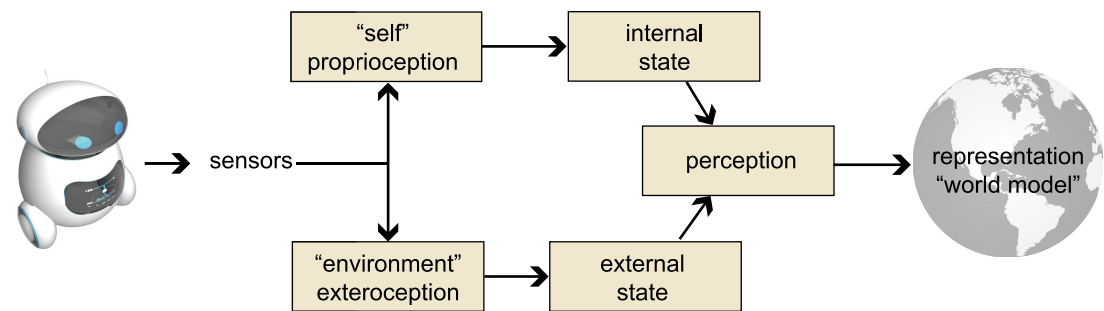 “self”
proprioception
internal
state
sensors
perception
representation
“world model”
“environment”
exteroception
external
state